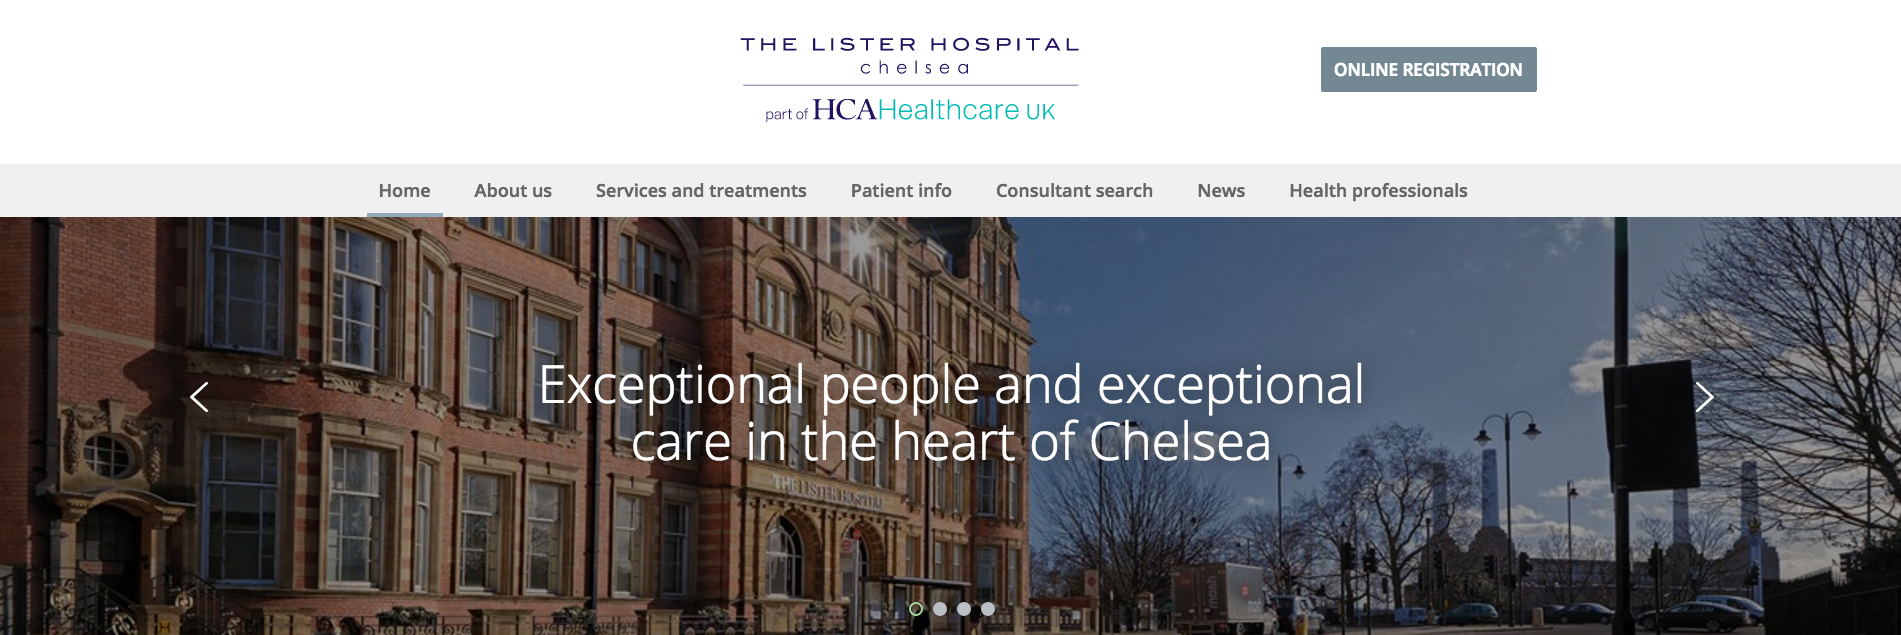 THE LISTER HOSPITAL
chelsea
part of HCAHealthcare UK
ONLINE REGISTRATION
Home About us Services and treatments Patient info Consultant search News Health professionals
Exceptional people and exceptional
care in the heart of Chelsea
THE LISTER HOSPITAL